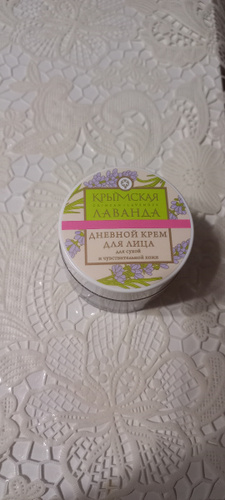 КРЫМСКАЯ
ЛАВАНДА
ДНЕВНОЙ КРЕМ
ДЛЯ ЛИЦА
для сухой
и чувствительной кожи